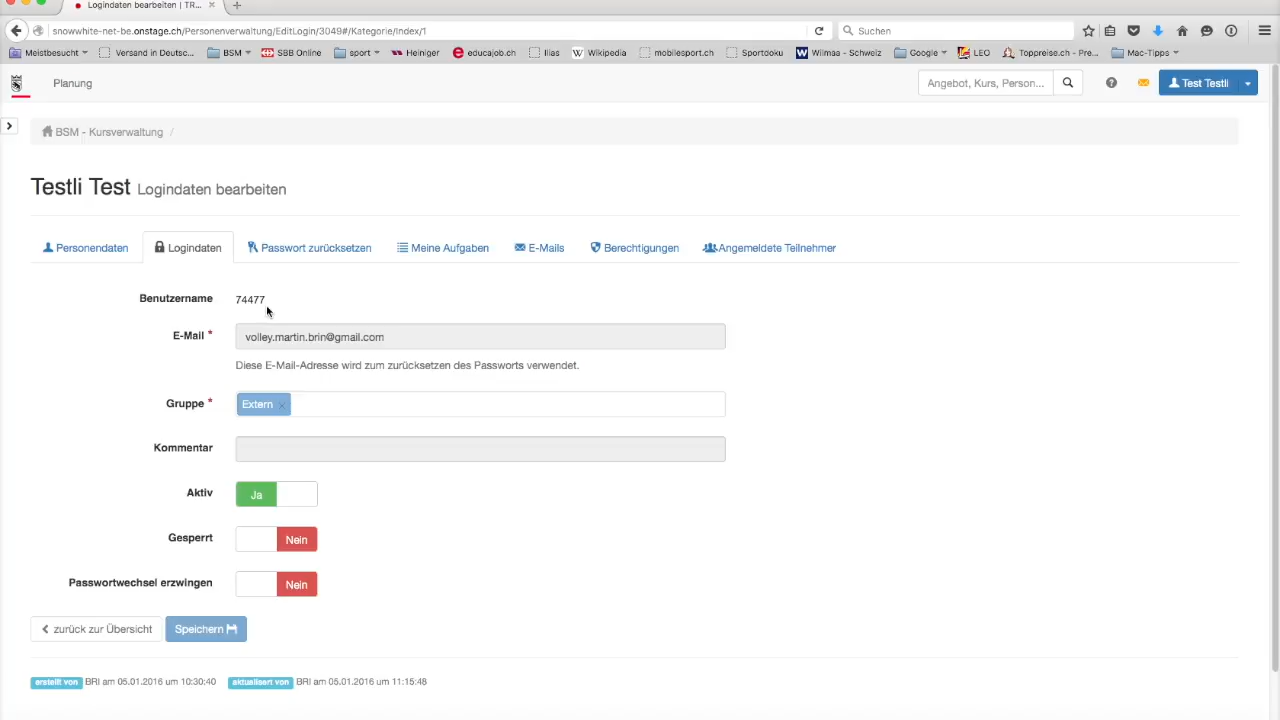 Logindaten bearbeiten | TR... ×
snowwhite-net-be.onstage.ch/Personenverwaltung/EditLogin/3049#/Kategorie/Index/1
Suchen
Meistbesucht
Versand in Deutsc...
BSM
SBB Online
sport
Heiniger
educajob.ch
Ilias
Wikipedia
mobilesport.ch
Sportdoku
Wilmaa - Schweiz
Google
LEO
Toppreise.ch - Pre...
Mac-Tipps
Planung
Angebot, Kurs, Person...
Test Testli
BSM - Kursverwaltung /
Testli Test Logindaten bearbeiten
Personendaten
Logindaten
Passwort zurücksetzen
Meine Aufgaben
E-Mails
Berechtigungen
Angemeldete Teilnehmer
Benutzername 74477
E-Mail * volley.martin.brin@gmail.com
Diese E-Mail-Adresse wird zum zurücksetzen des Passworts verwendet.
Gruppe * Extern ×
Kommentar
Aktiv Ja
Gesperrt Nein
Passwortwechsel erzwingen Nein
zurück zur Übersicht
Speichern
erstellt von BRI am 05.01.2016 um 10:30:40
aktualisert von BRI am 05.01.2016 um 11:15:48